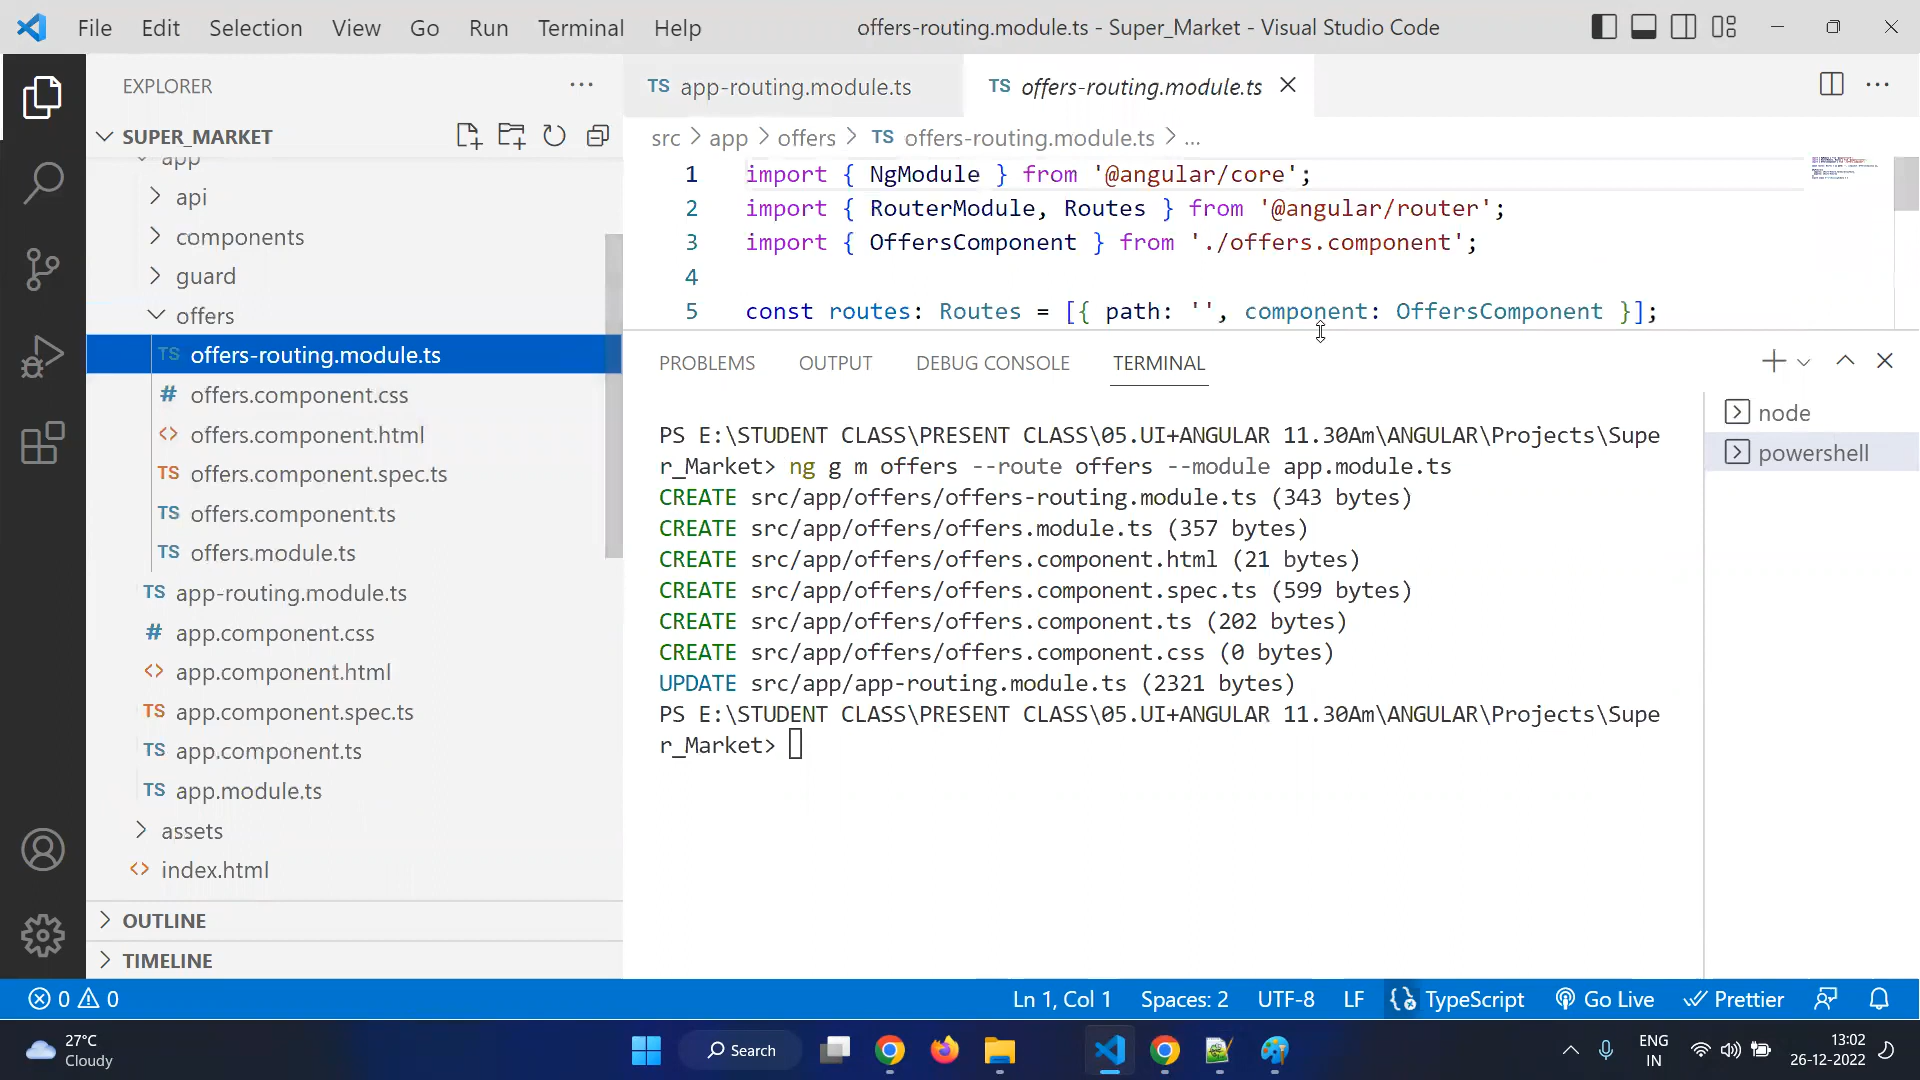 File Edit Selection View Go Run Terminal Help
offers-routing.module.ts - Super_Market - Visual Studio Code
EXPLORER
SUPER_MARKET
app
api
components
guard
offers
TS offers-routing.module.ts
# offers.component.css
<> offers.component.html
TS offers.component.spec.ts
TS offers.component.ts
TS offers.module.ts
TS app-routing.module.ts
# app.component.css
<> app.component.html
TS app.component.spec.ts
TS app.component.ts
TS app.module.ts
assets
<> index.html
OUTLINE
TIMELINE
TS app-routing.module.ts
TS offers-routing.module.ts
src > app > offers > TS offers-routing.module.ts > ...
1 import { NgModule } from '@angular/core';
2 import { RouterModule, Routes } from '@angular/router';
3 import { OffersComponent } from './offers.component';
4
5 const routes: Routes = [{ path: '', component: OffersComponent }];
PROBLEMS OUTPUT DEBUG CONSOLE TERMINAL
PS E:\STUDENT CLASS\PRESENT CLASS\05.UI+ANGULAR 11.30Am\ANGULAR\Projects\Supe
r_Market> ng g m offers --route offers --module app.module.ts
CREATE src/app/offers/offers-routing.module.ts (343 bytes)
CREATE src/app/offers/offers.module.ts (357 bytes)
CREATE src/app/offers/offers.component.html (21 bytes)
CREATE src/app/offers/offers.component.spec.ts (599 bytes)
CREATE src/app/offers/offers.component.ts (202 bytes)
CREATE src/app/offers/offers.component.css (0 bytes)
UPDATE src/app/app-routing.module.ts (2321 bytes)
PS E:\STUDENT CLASS\PRESENT CLASS\05.UI+ANGULAR 11.30Am\ANGULAR\Projects\Supe
r_Market>
node
powershell
0 0
Ln 1, Col 1 Spaces: 2 UTF-8 LF TypeScript Go Live Prettier
27°C
Cloudy
Search
ENG
IN
13:02
26-12-2022